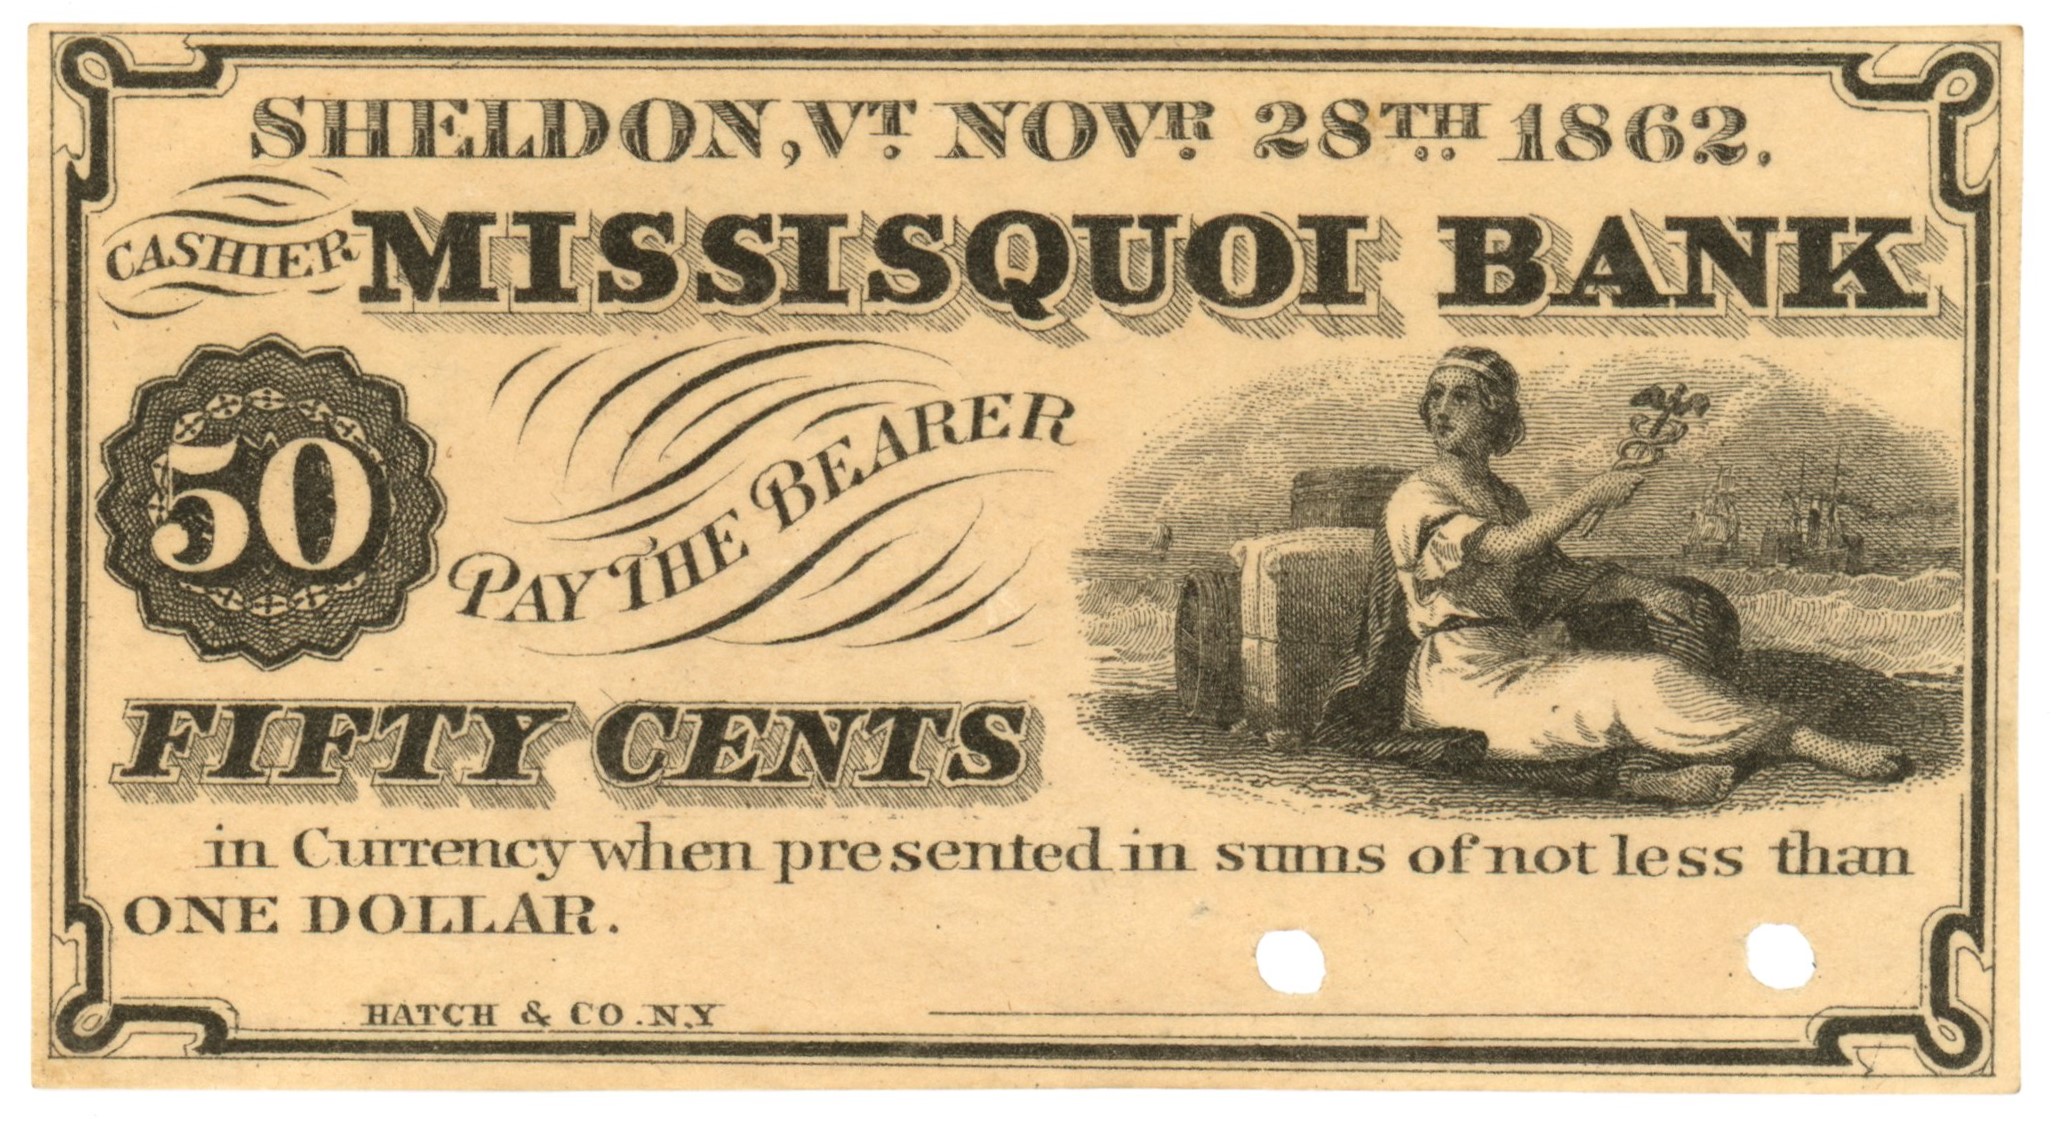 SHELDON, VT. NOVR. 28TH. 1862.
CASHIER MISSISQUOI BANK
50
PAY THE BEARER
FIFTY CENTS
in Currency when presented in sums of not less than
ONE DOLLAR.
HATCH & CO. N.Y